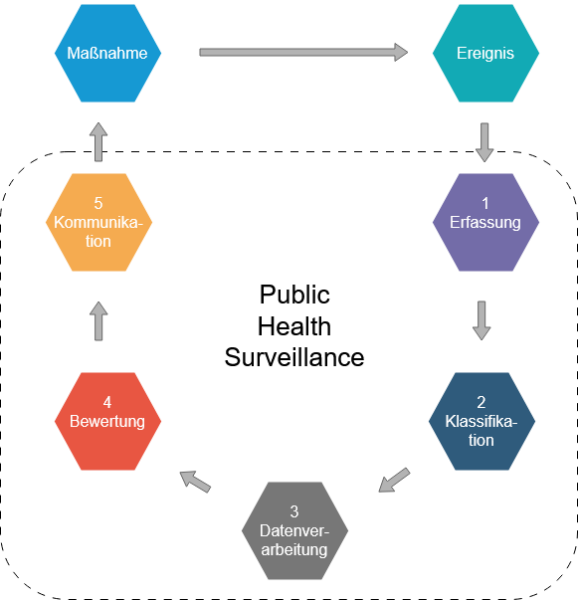 Maßnahme
Ereignis
1
Erfassung
2
Klassifika-
tion
3
Datenver-
arbeitung
4
Bewertung
5
Kommunika-
tion
Public
Health
Surveillance